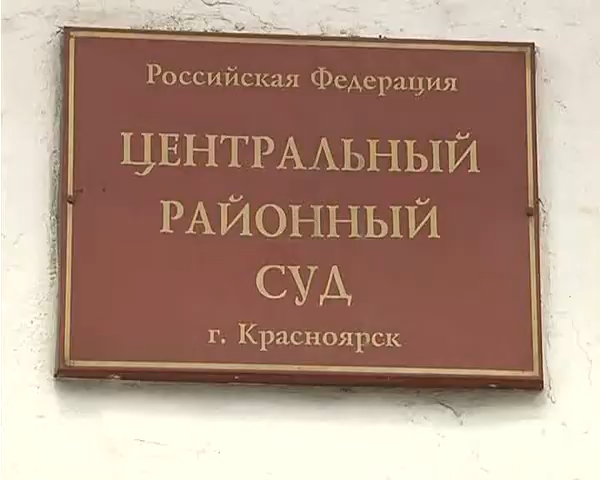 Российская Федерация
ЦЕНТРАЛЬНЫЙ
РАЙОННЫЙ
СУД
г. Красноярск